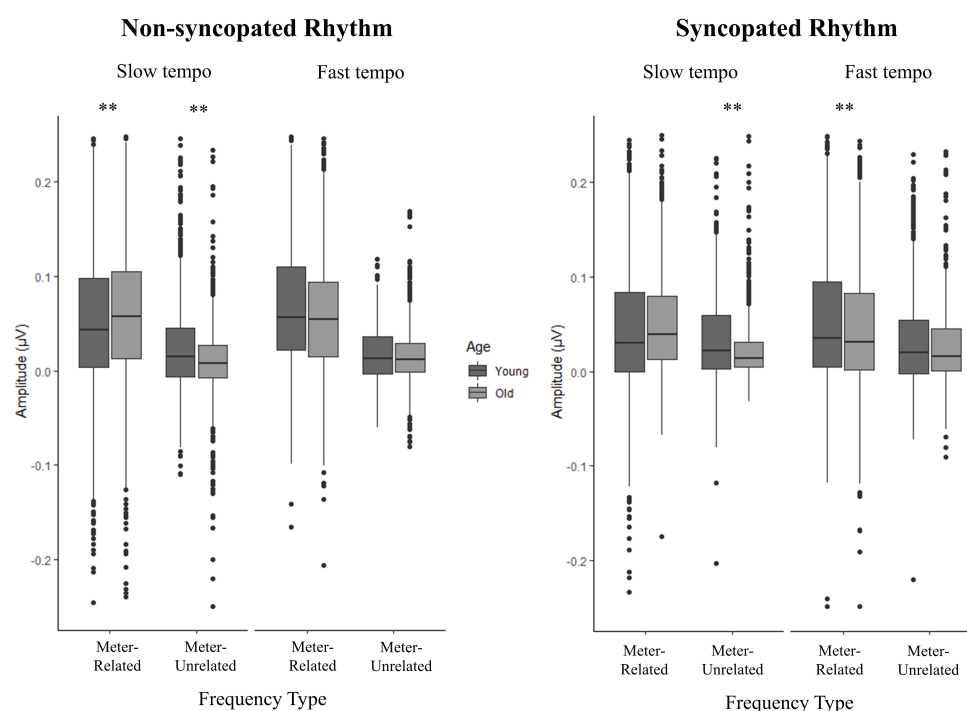 Non-syncopated Rhythm
Slow tempo
Fast tempo
** **
0.2
0.1
0.0
-0.1
-0.2
Amplitude (µV)
Meter-
Related
Meter-
Unrelated
Meter-
Related
Meter-
Unrelated
Frequency Type
Age
Young
Old
Syncopated Rhythm
Slow tempo
Fast tempo
** **
0.2
0.1
0.0
-0.1
-0.2
Amplitude (µV)
Meter-
Related
Meter-
Unrelated
Meter-
Related
Meter-
Unrelated
Frequency Type